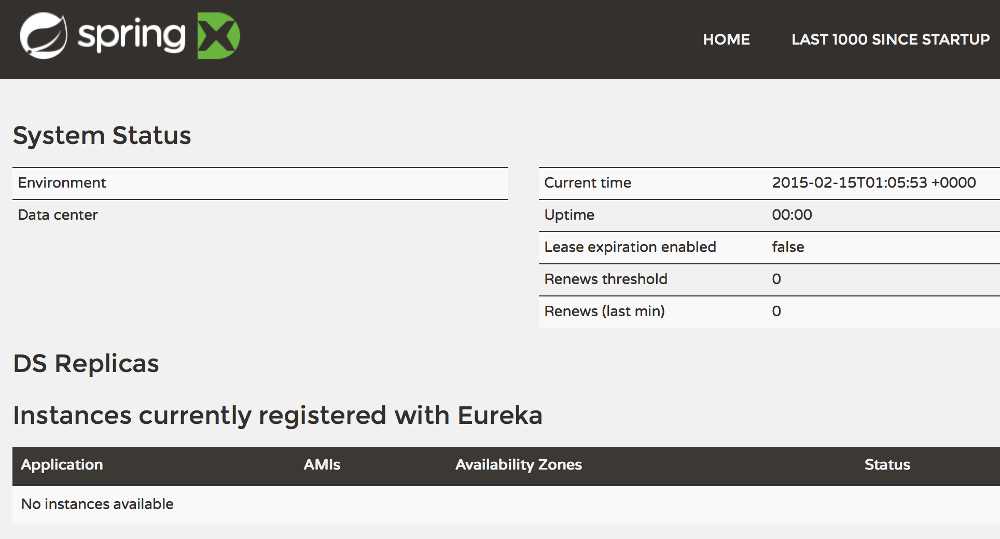 spring
HOME LAST 1000 SINCE STARTUP
System Status
Environment
Data center
Current time 2015-02-15T01:05:53 +0000
Uptime 00:00
Lease expiration enabled false
Renews threshold 0
Renews (last min) 0
DS Replicas
Instances currently registered with Eureka
Application AMIs Availability Zones Status
No instances available